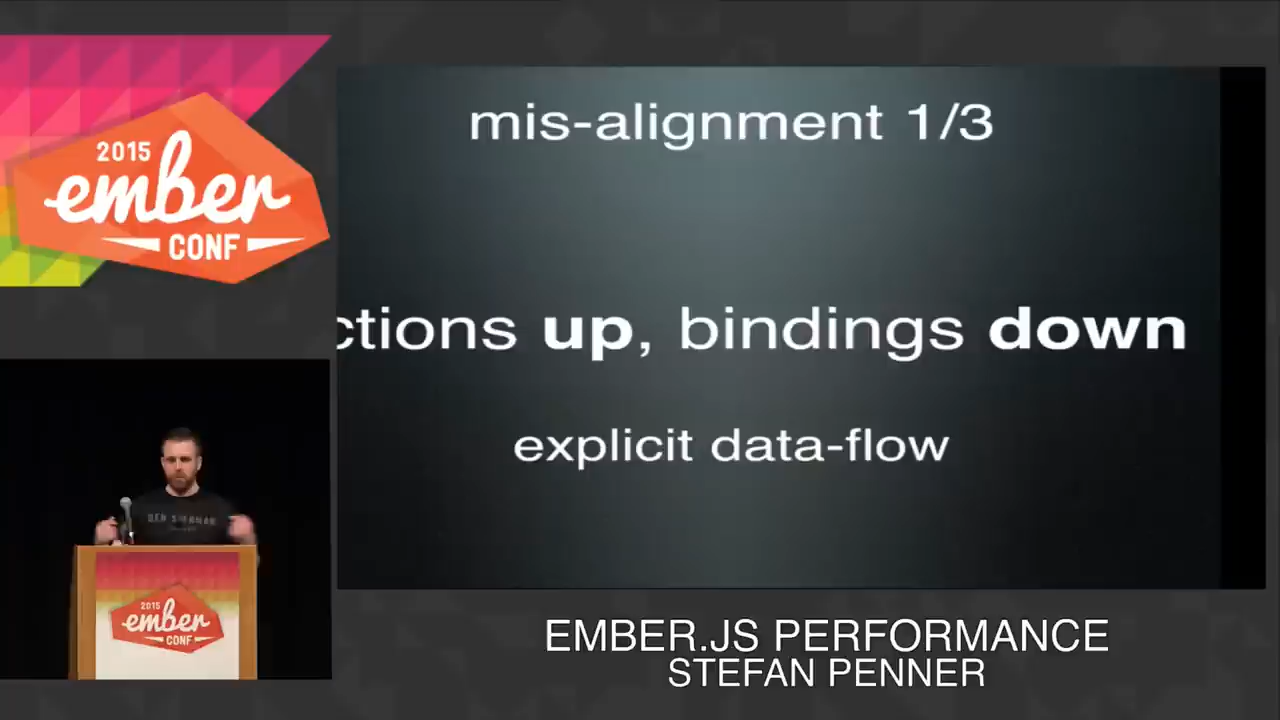 2015
ember
CONF
mis-alignment 1/3
ctions up, bindings down
explicit data-flow
2015
ember
CONF
EMBER.JS PERFORMANCE
STEFAN PENNER